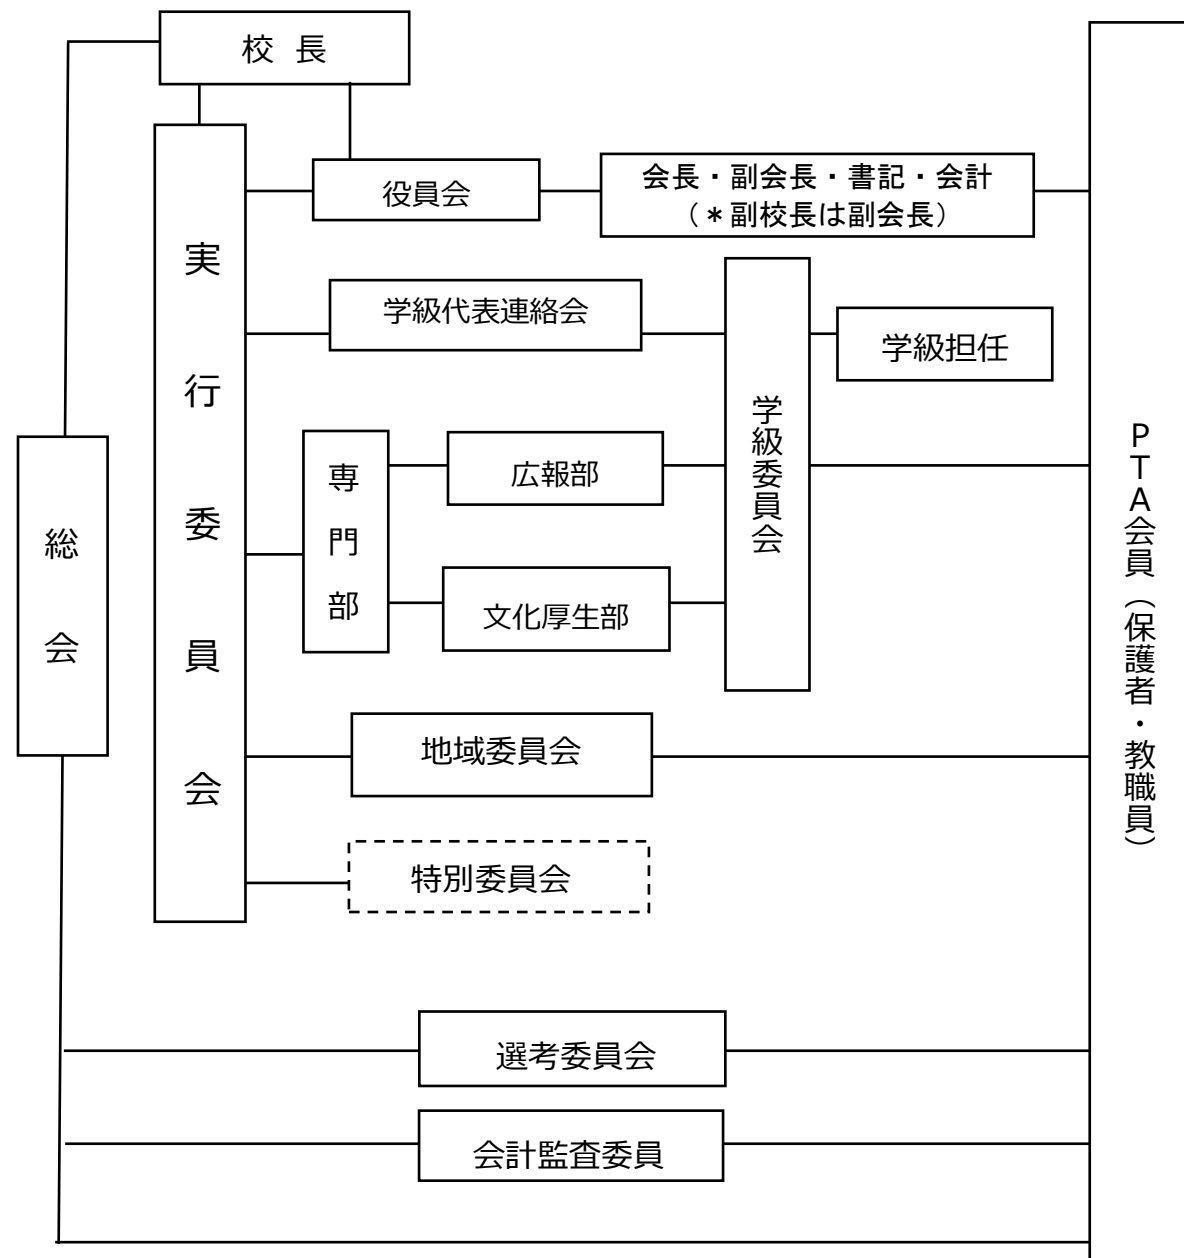 校 長
役員会
会長・副会長・書記・会計
（＊副校長は副会長）
実行委員会
学級代表連絡会
学級担任
学級委員会
専門部
広報部
文化厚生部
総会
地域委員会
特別委員会
選考委員会
会計監査委員
PTA会員（保護者・教職員）